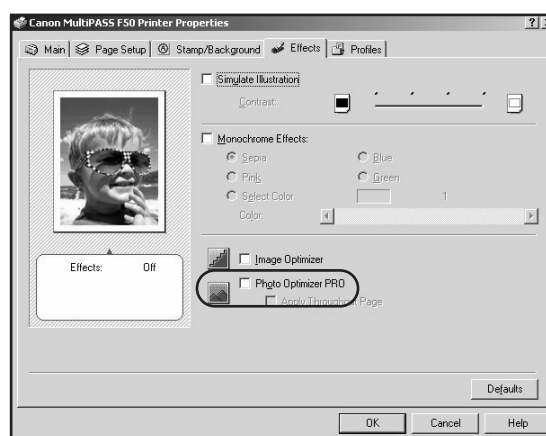 Canon MultiPASS F50 Printer Properties
Main Page Setup Stamp/Background Effects Profiles
Simulate Illustration
Contrast:
Monochrome Effects:
Sepia Blue
Pink Green
Select Color 1
Color:
Effects: Off
Image Optimizer
Photo Optimizer PRO
Apply Throughout Page
Defaults
OK Cancel Help